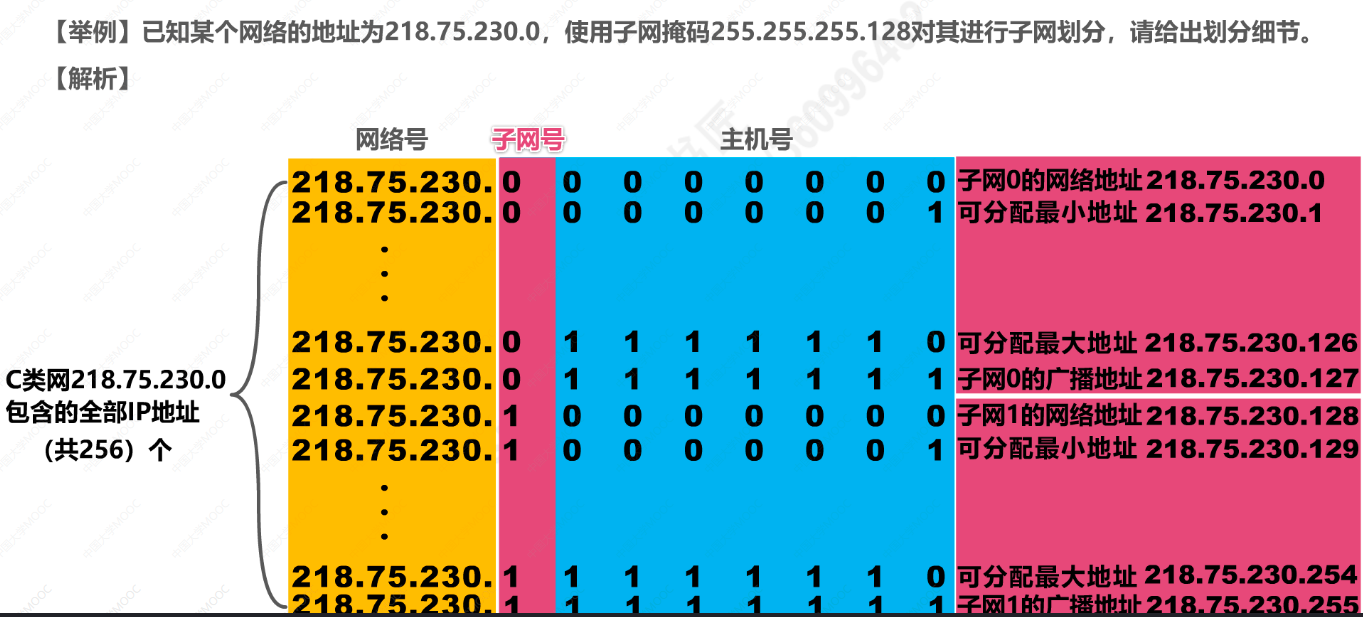 【举例】已知某个网络的地址为218.75.230.0，使用子网掩码255.255.255.128对其进行子网划分，请给出划分细节。
【解析】
网络号 子网号 主机号
218.75.230. 0 0 0 0 0 0 0 0 子网0的网络地址 218.75.230.0
218.75.230. 0 0 0 0 0 0 0 1 可分配最小地址 218.75.230.1
218.75.230. 0 1 1 1 1 1 1 0 可分配最大地址 218.75.230.126
218.75.230. 0 1 1 1 1 1 1 1 子网0的广播地址 218.75.230.127
218.75.230. 1 0 0 0 0 0 0 0 子网1的网络地址 218.75.230.128
218.75.230. 1 0 0 0 0 0 0 1 可分配最小地址 218.75.230.129
218.75.230. 1 1 1 1 1 1 1 0 可分配最大地址 218.75.230.254
218.75.230. 1 1 1 1 1 1 1 1 子网1的广播地址 218.75.230.255
C类网218.75.230.0
包含的全部IP地址
（共256）个
中国大学MOOC